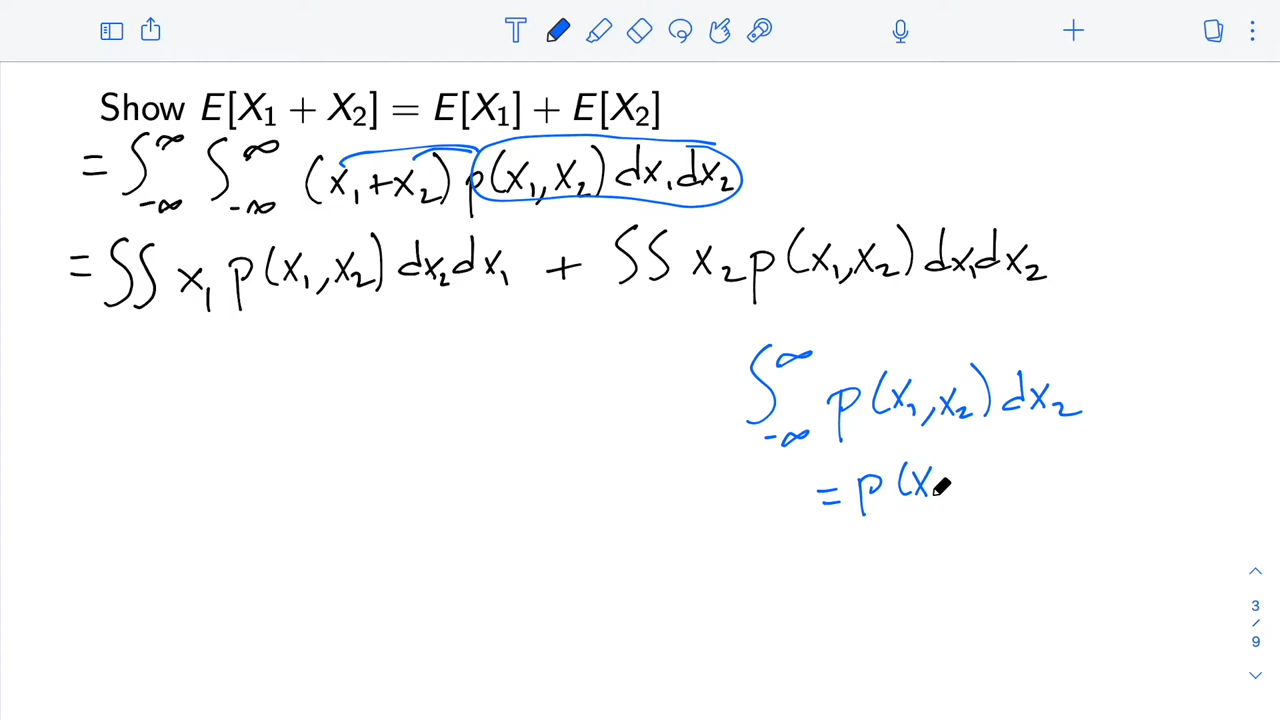 Show E[X₁ + X₂] = E[X₁] + E[X₂]
= ∫_{-∞}^{∞} ∫_{-∞}^{∞} (x₁+x₂) p(x₁,x₂) dx₁dx₂
= ∫∫ x₁ p(x₁,x₂) dx₂dx₁ + ∫∫ x₂ p(x₁,x₂) dx₁dx₂
∫_{-∞}^{∞} p(x₁,x₂) dx₂
= p(x
3
/
9